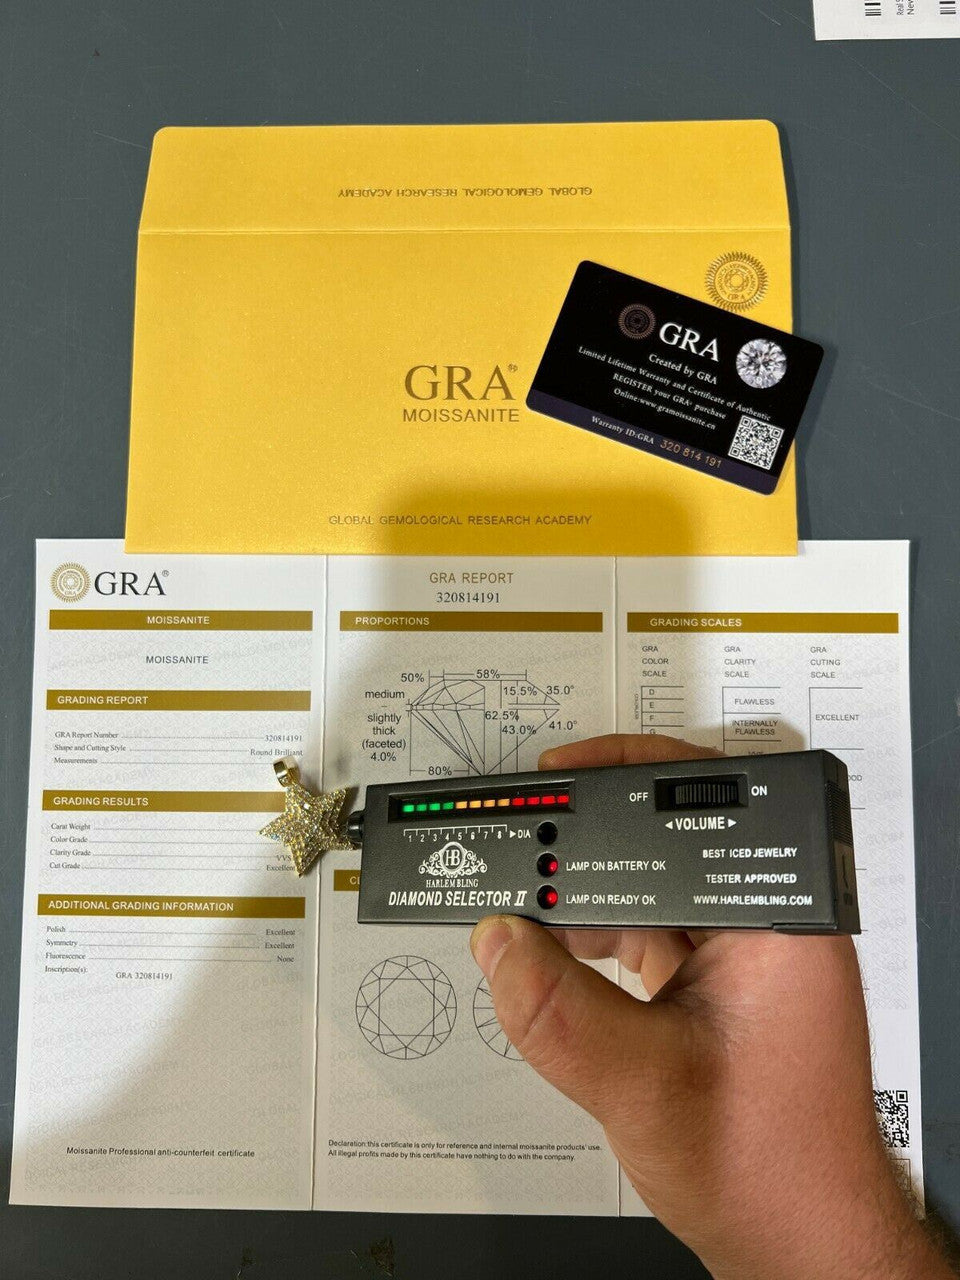 Real S
New
GLOBAL GEMOLOGICAL RESEARCH ACADEMY
GRA
GRA®
MOISSANITE
GLOBAL GEMOLOGICAL RESEARCH ACADEMY
GRA
Created by GRA
Limited Lifetime Warranty and Certificate of Authentic
REGISTER your GRA- purchase
Online:www.gramoissanite.cn
Warranty ID:GRA 320 814 191
GRA®
MOISSANITE
MOISSANITE
GRADING REPORT
GRA Report Number 320814191
Shape and Cutting Style Round Brilliant
Measurements
GRADING RESULTS
Carat Weight
Color Grade
Clarity Grade VVS
Cut Grade Excellent
ADDITIONAL GRADING INFORMATION
Polish Excellent
Symmetry Excellent
Fluorescence None
Inscription(s): GRA 320814191
Moissanite Professional anti-counterfeit certificate
GRA REPORT
320814191
PROPORTIONS
50%
58%
medium
–
slightly
thick
(faceted)
4.0%
15.5%
35.0°
62.5%
43.0%
41.0°
80%
Declaration:this certificate is only for reference and internal moissanite products' use.
All illegal profits made by this certificate have nothing to do with the company.
GRADING SCALES
GRA
COLOR
SCALE
D
E
F
G
GRA
CLARITY
SCALE
FLAWLESS
INTERNALLY
FLAWLESS
GRA
CUTING
SCALE
EXCELLENT
OFF
ON
◄VOLUME►
1 2 3 4 5 6 7 8 ►DIA
HB
HARLEM BLING
DIAMOND SELECTOR II
LAMP ON BATTERY OK
LAMP ON READY OK
BEST ICED JEWELRY
TESTER APPROVED
WWW.HARLEMBLING.COM